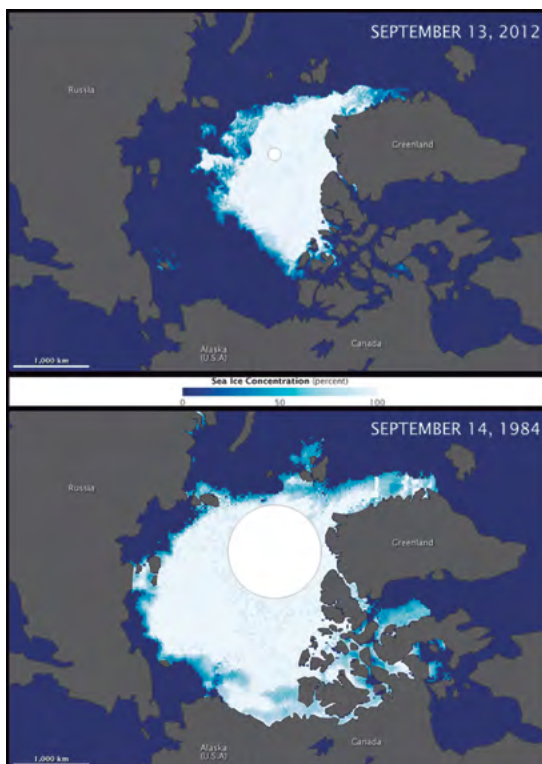 SEPTEMBER 13, 2012
Russia
Greenland
Alaska
(U.S.A)
Canada
1,000 km
Sea Ice Concentration (percent)
0 50 100
SEPTEMBER 14, 1984
Russia
Greenland
Alaska
(U.S.A)
Canada
1,000 km